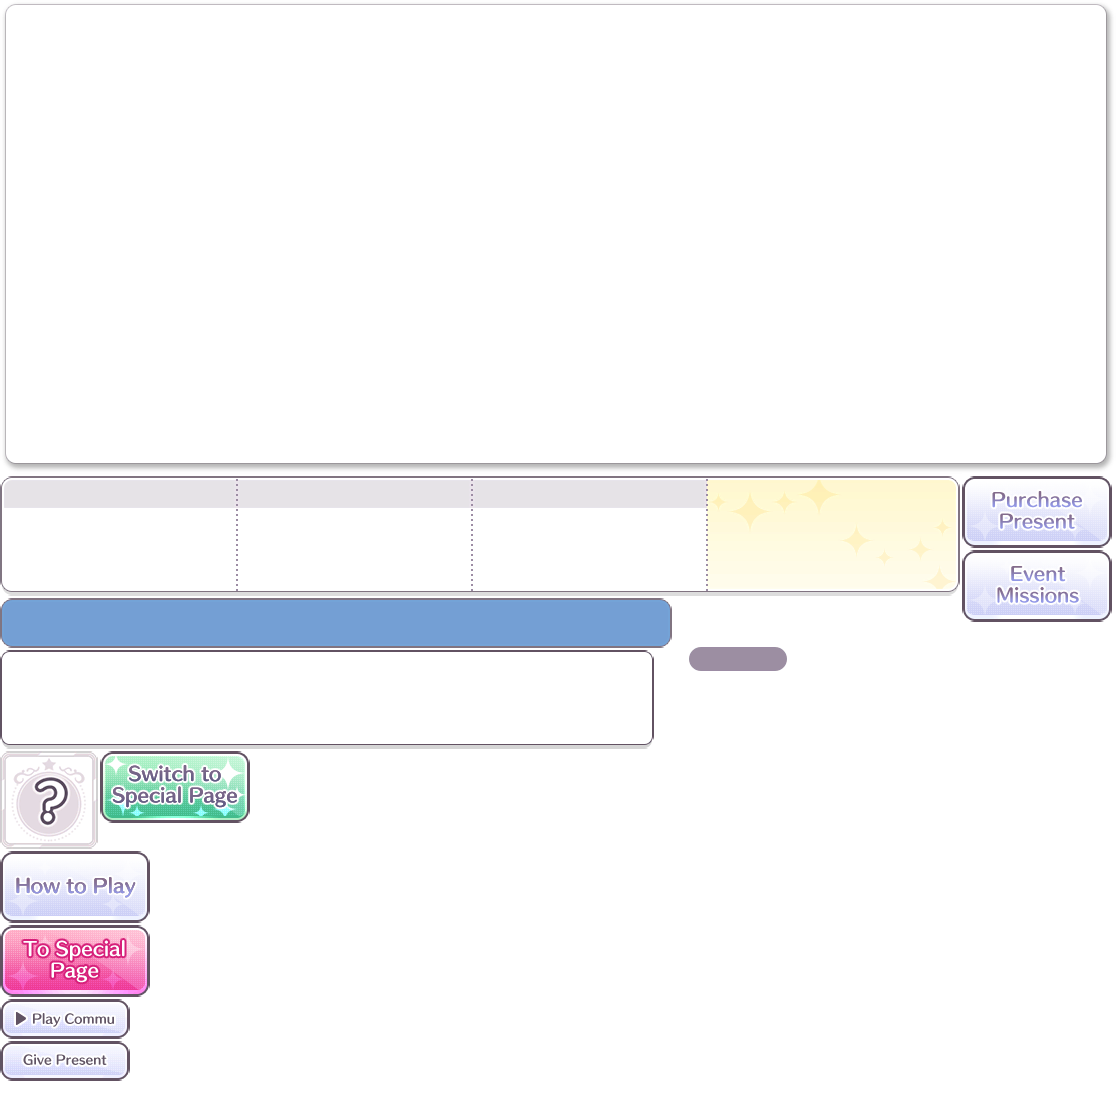 Purchase
Present
Event
Missions
?
Switch to
Special Page
How to Play
To Special
Page
Play Commu
Give Present